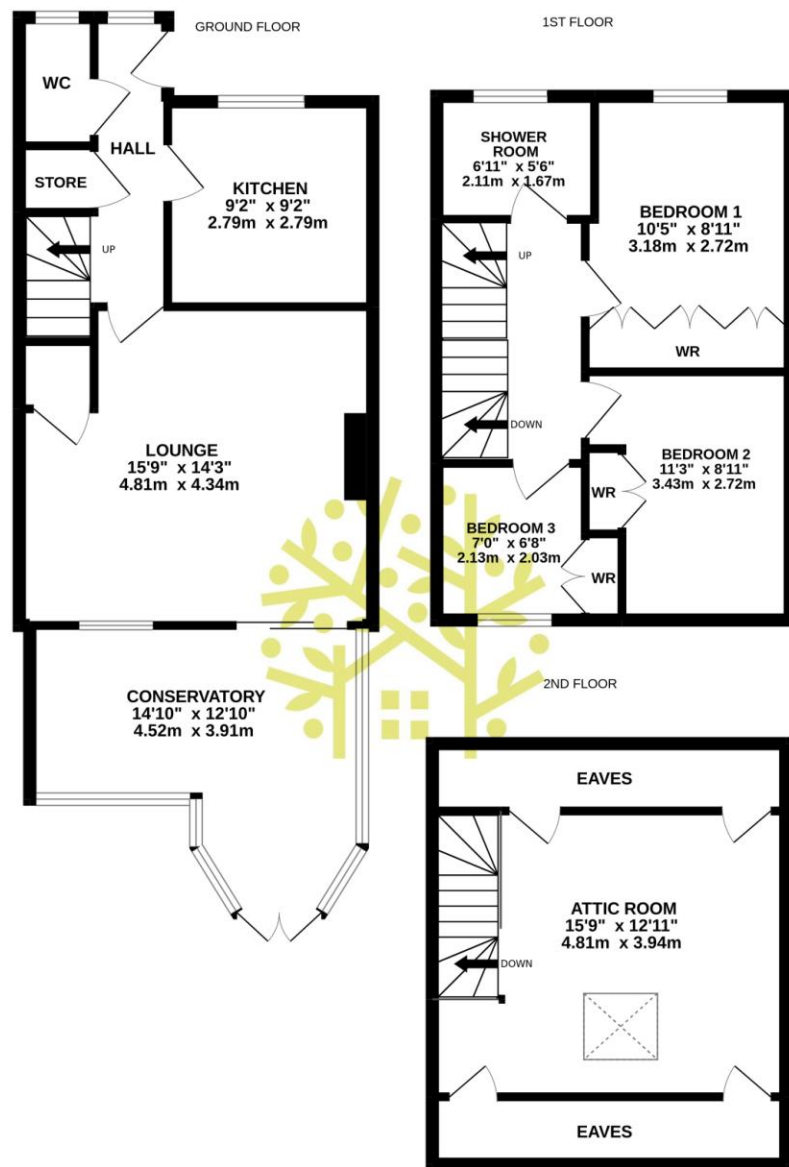 GROUND FLOOR
WC
HALL
STORE
KITCHEN
9'2" x 9'2"
2.79m x 2.79m
UP
LOUNGE
15'9" x 14'3"
4.81m x 4.34m
CONSERVATORY
14'10" x 12'10"
4.52m x 3.91m
1ST FLOOR
SHOWER
ROOM
6'11" x 5'6"
2.11m x 1.67m
BEDROOM 1
10'5" x 8'11"
3.18m x 2.72m
UP
WR
DOWN
BEDROOM 2
11'3" x 8'11"
3.43m x 2.72m
WR
BEDROOM 3
7'0" x 6'8"
2.13m x 2.03m
WR
2ND FLOOR
EAVES
ATTIC ROOM
15'9" x 12'11"
4.81m x 3.94m
DOWN
EAVES